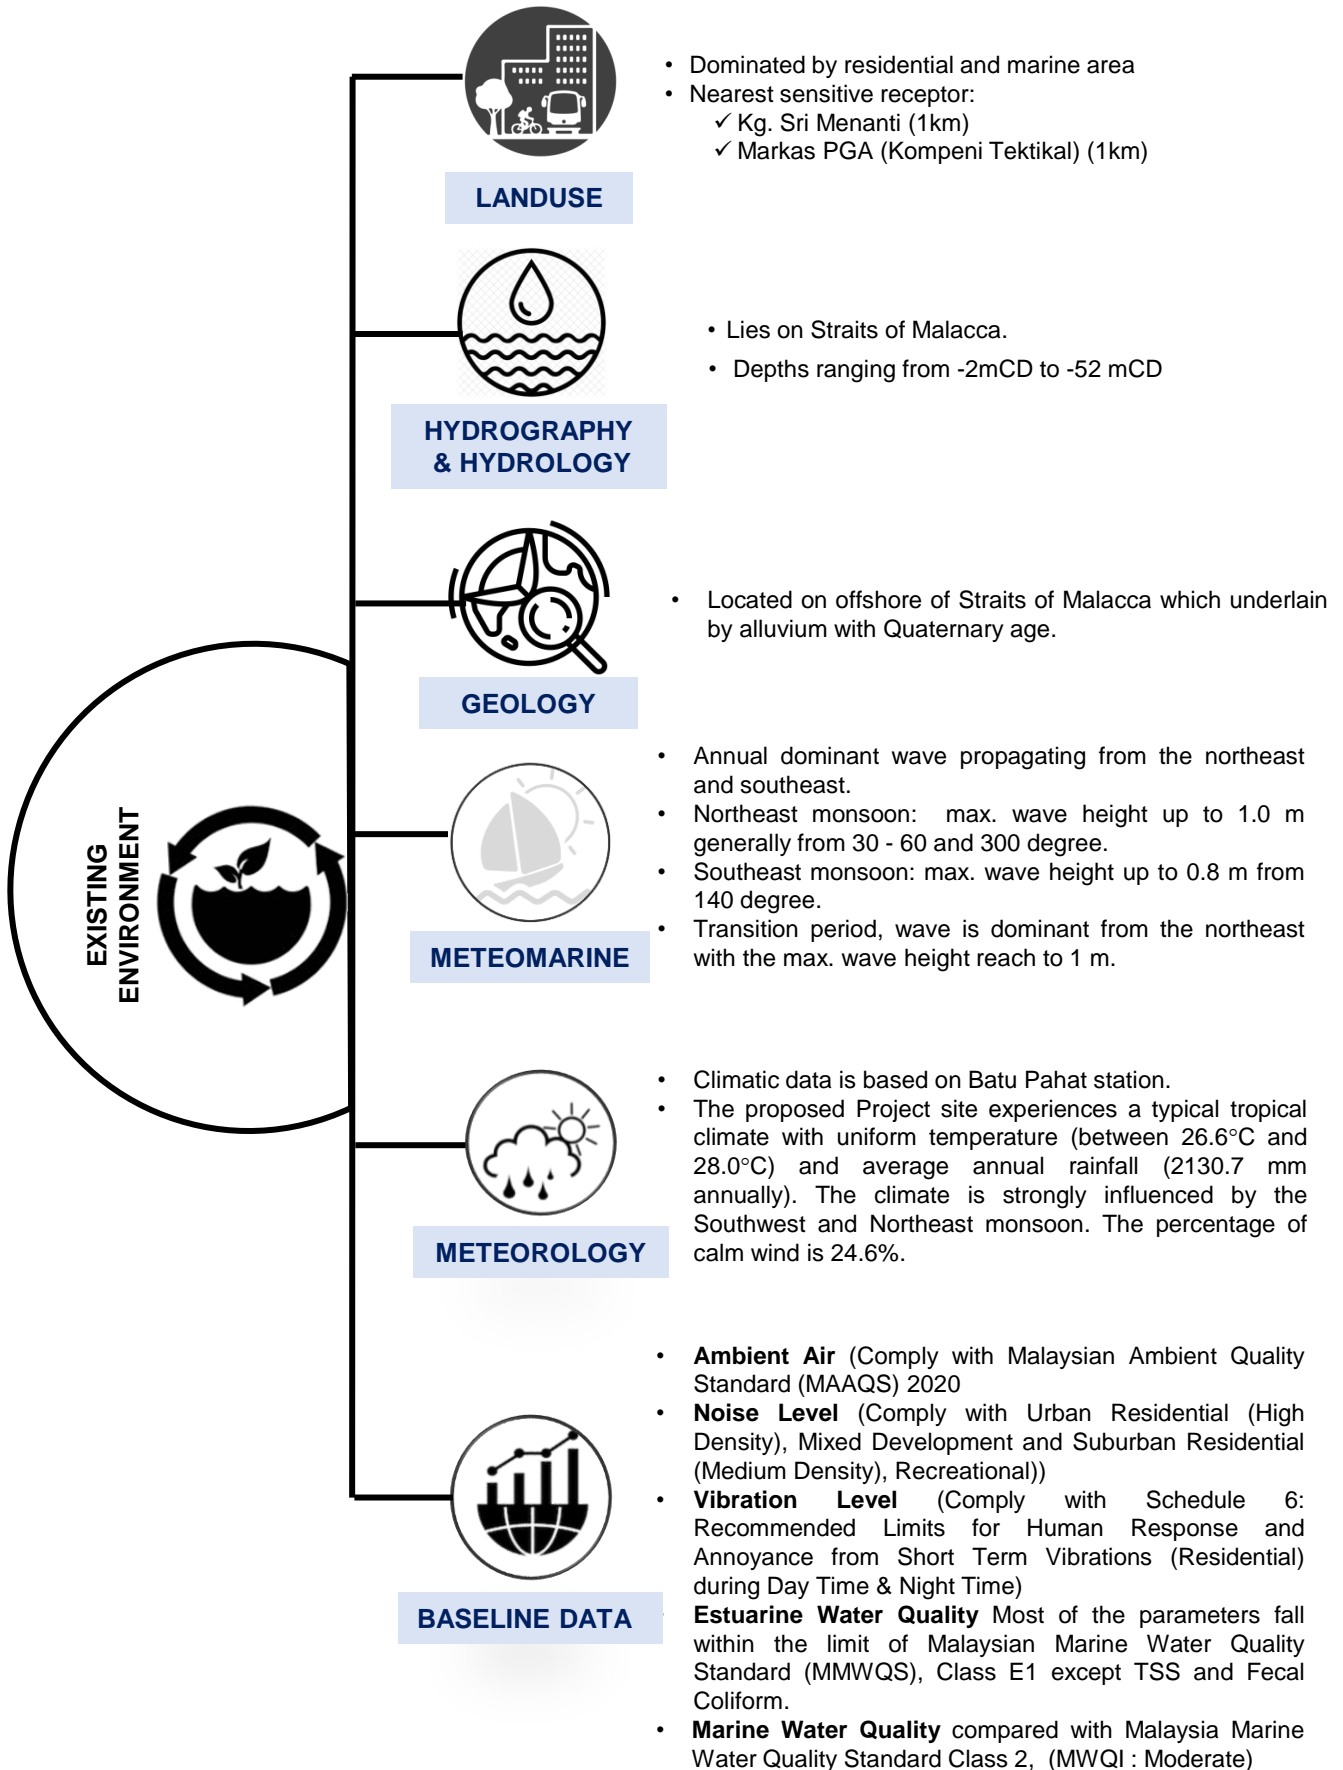 • Dominated by residential and marine area
• Nearest sensitive receptor:
✓ Kg. Sri Menanti (1km)
✓ Markas PGA (Kompeni Tektikal) (1km)
LANDUSE
• Lies on Straits of Malacca.
• Depths ranging from -2mCD to -52 mCD
HYDROGRAPHY
& HYDROLOGY
• Located on offshore of Straits of Malacca which underlain
by alluvium with Quaternary age.
GEOLOGY
EXISTING
ENVIRONMENT
• Annual dominant wave propagating from the northeast
and southeast.
• Northeast monsoon: max. wave height up to 1.0 m
generally from 30 - 60 and 300 degree.
• Southeast monsoon: max. wave height up to 0.8 m from
140 degree.
• Transition period, wave is dominant from the northeast
with the max. wave height reach to 1 m.
METEOMARINE
• Climatic data is based on Batu Pahat station.
• The proposed Project site experiences a typical tropical
climate with uniform temperature (between 26.6°C and
28.0°C) and average annual rainfall (2130.7 mm
annually). The climate is strongly influenced by the
Southwest and Northeast monsoon. The percentage of
calm wind is 24.6%.
METEOROLOGY
• Ambient Air (Comply with Malaysian Ambient Quality
Standard (MAAQS) 2020
• Noise Level (Comply with Urban Residential (High
Density), Mixed Development and Suburban Residential
(Medium Density), Recreational))
• Vibration Level (Comply with Schedule 6:
Recommended Limits for Human Response and
Annoyance from Short Term Vibrations (Residential)
during Day Time & Night Time)
• Estuarine Water Quality Most of the parameters fall
within the limit of Malaysian Marine Water Quality
Standard (MMWQS), Class E1 except TSS and Fecal
Coliform.
• Marine Water Quality compared with Malaysia Marine
Water Quality Standard Class 2, (MWQI : Moderate)
BASELINE DATA